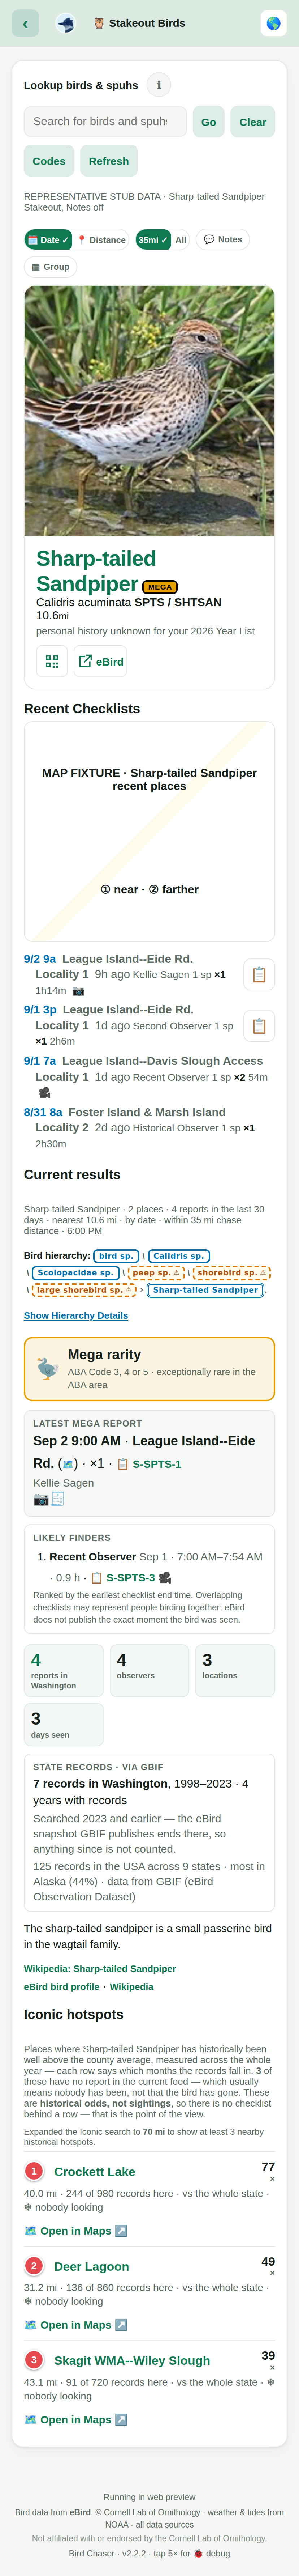 Stakeout Birds
Lookup birds & spuhs
Search for birds and spuhs
Go
Clear
Codes
Refresh
REPRESENTATIVE STUB DATA · Sharp-tailed Sandpiper
Stakeout, Notes off
Date ✓
Distance
35mi ✓
All
Notes
Group
Sharp-tailed
Sandpiper MEGA
Calidris acuminata SPTS / SHTSAN
10.6mi
personal history unknown for your 2026 Year List
eBird
Recent Checklists
MAP FIXTURE · Sharp-tailed Sandpiper
recent places
① near · ② farther
9/2 9a League Island--Eide Rd.
Locality 1 9h ago Kellie Sagen 1 sp ×1
1h14m
9/1 3p League Island--Eide Rd.
Locality 1 1d ago Second Observer 1 sp
×1 2h6m
9/1 7a League Island--Davis Slough Access
Locality 1 1d ago Recent Observer 1 sp ×2 54m
8/31 8a Foster Island & Marsh Island
Locality 2 2d ago Historical Observer 1 sp ×1
2h30m
Current results
Sharp-tailed Sandpiper · 2 places · 4 reports in the last 30
days · nearest 10.6 mi · by date · within 35 mi chase
distance · 6:00 PM
Bird hierarchy: bird sp. \ Calidris sp.
\ Scolopacidae sp. \ peep sp. ⚠ \ shorebird sp. ⚠
\ large shorebird sp. ⚠ › Sharp-tailed Sandpiper.
Show Hierarchy Details
Mega rarity
ABA Code 3, 4 or 5 · exceptionally rare in the
ABA area
LATEST MEGA REPORT
Sep 2 9:00 AM · League Island--Eide
Rd. (🗺️) · ×1 · 📋 S-SPTS-1
Kellie Sagen
LIKELY FINDERS
1. Recent Observer Sep 1 · 7:00 AM–7:54 AM
· 0.9 h · 📋 S-SPTS-3
Ranked by the earliest checklist end time. Overlapping
checklists may represent people birding together; eBird
does not publish the exact moment the bird was seen.
4
reports in
Washington
4
observers
3
locations
3
days seen
STATE RECORDS · VIA GBIF
7 records in Washington, 1998–2023 · 4
years with records
Searched 2023 and earlier — the eBird
snapshot GBIF publishes ends there, so
anything since is not counted.
125 records in the USA across 9 states · most in
Alaska (44%) · data from GBIF (eBird
Observation Dataset)
The sharp-tailed sandpiper is a small passerine bird
in the wagtail family.
Wikipedia: Sharp-tailed Sandpiper
eBird bird profile · Wikipedia
Iconic hotspots
Places where Sharp-tailed Sandpiper has historically been
well above the county average, measured across the whole
year — each row says which months the records fall in. 3 of
these have no report in the current feed — which usually
means nobody has been, not that the bird has gone. These
are historical odds, not sightings, so there is no checklist
behind a row — that is the point of the view.
Expanded the Iconic search to 70 mi to show at least 3 nearby
historical hotspots.
1 Crockett Lake 77
×
40.0 mi · 244 of 980 records here · vs the whole state ·
❄ nobody looking
Open in Maps
2 Deer Lagoon 49
×
31.2 mi · 136 of 860 records here · vs the whole state ·
❄ nobody looking
Open in Maps
3 Skagit WMA--Wiley Slough 39
×
43.1 mi · 91 of 720 records here · vs the whole state · ❄
nobody looking
Open in Maps
Running in web preview
Bird data from eBird, © Cornell Lab of Ornithology · weather & tides from
NOAA · all data sources
Not affiliated with or endorsed by the Cornell Lab of Ornithology.
Bird Chaser · v2.2.2 · tap 5× for 🐞 debug